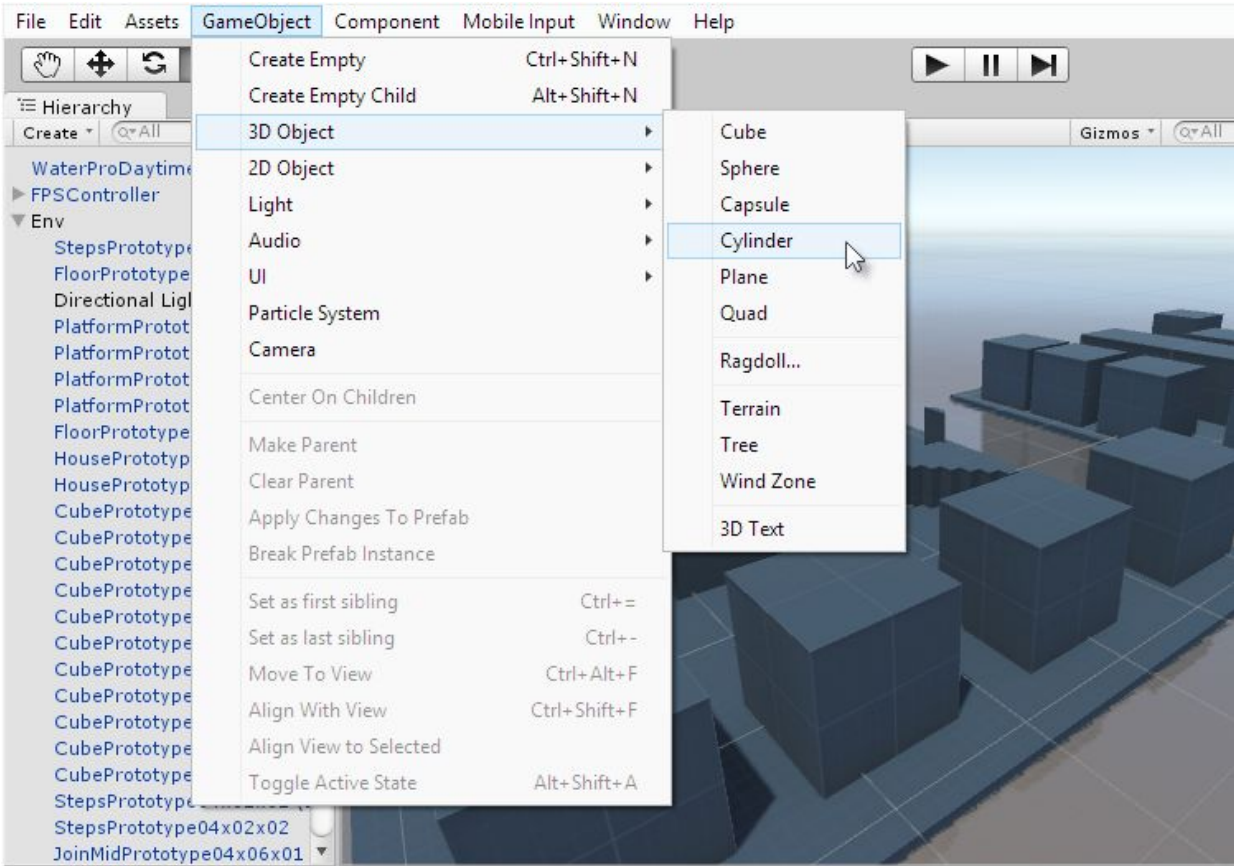 File Edit Assets GameObject Component Mobile Input Window Help
Create Empty Ctrl+Shift+N
Create Empty Child Alt+Shift+N
3D Object
2D Object
Light
Audio
UI
Particle System
Camera
Center On Children
Make Parent
Clear Parent
Apply Changes To Prefab
Break Prefab Instance
Set as first sibling Ctrl+=
Set as last sibling Ctrl+-
Move To View Ctrl+Alt+F
Align With View Ctrl+Shift+F
Align View to Selected
Toggle Active State Alt+Shift+A
Cube
Sphere
Capsule
Cylinder
Plane
Quad
Ragdoll...
Terrain
Tree
Wind Zone
3D Text
Gizmos All
Hierarchy
Create All
WaterProDaytime
FPSController
Env
StepsPrototype
FloorPrototype
Directional Ligh
PlatformProtot
PlatformProtot
PlatformProtot
PlatformProtot
FloorPrototype
HousePrototyp
HousePrototyp
CubePrototype
CubePrototype
CubePrototype
CubePrototype
CubePrototype
CubePrototype
CubePrototype
CubePrototype
CubePrototype
CubePrototype
CubePrototype
StepsPrototype
StepsPrototype04x02x02
JoinMidPrototype04x06x01